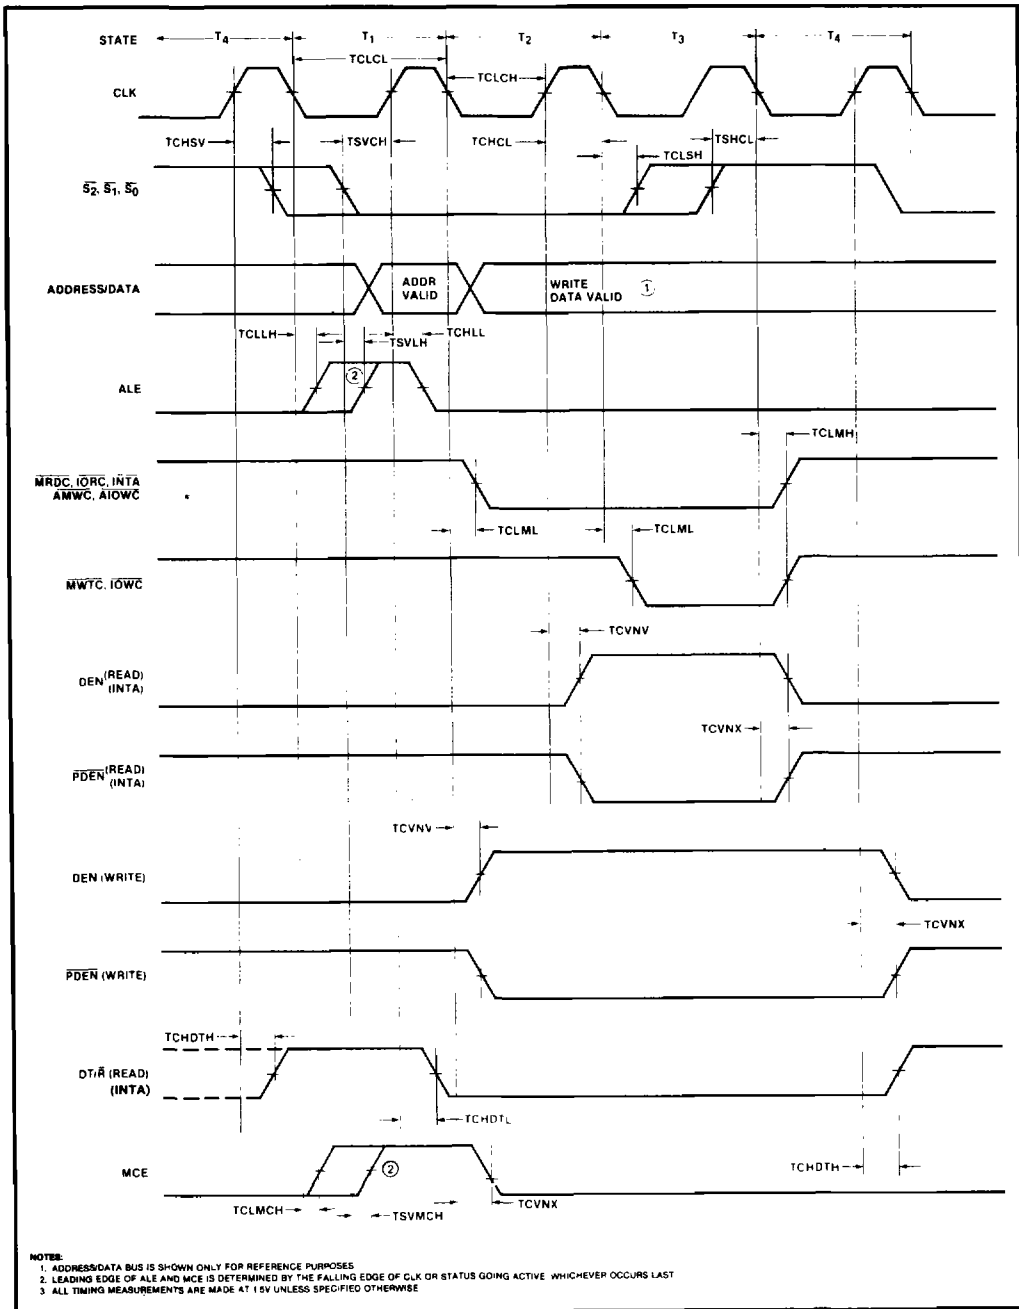 STATE T4 T1 T2 T3 T4
TCLCL
TCLCH
CLK
TCHSV TSVCH TCHCL TSHCL
TCLSH
S2, S1, S0
ADDRESS/DATA ADDR VALID WRITE DATA VALID ①
TCLLH TSVLH TCHLL
ALE ②
TCLMH
MRDC, IORC, INTA
AMWC, AIOWC
TCLML TCLML
MWTC, IOWC
TCVNV
DEN (READ)
(INTA)
TCVNX
PDEN (READ)
(INTA)
TCVNV
DEN (WRITE)
TCVNX
PDEN (WRITE)
TCHDTH
DT/R (READ)
(INTA)
TCHDTL
MCE ②
TCHDTH
TCLMCH TSVMCH TCVNX
NOTES:
1. ADDRESS/DATA BUS IS SHOWN ONLY FOR REFERENCE PURPOSES
2. LEADING EDGE OF ALE AND MCE IS DETERMINED BY THE FALLING EDGE OF CLK OR STATUS GOING ACTIVE WHICHEVER OCCURS LAST
3 ALL TIMING MEASUREMENTS ARE MADE AT 1 5V UNLESS SPECIFIED OTHERWISE